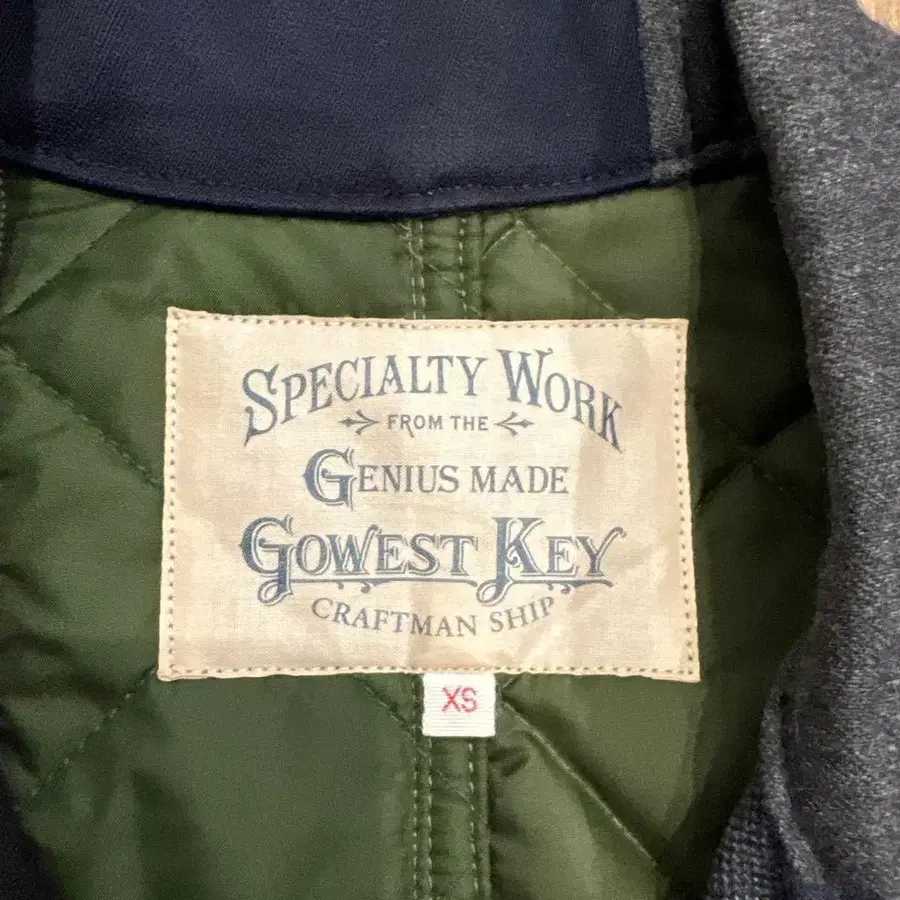 SPECIALTY WORK
FROM THE
GENIUS MADE
GOWEST KEY
CRAFTMAN SHIP
XS